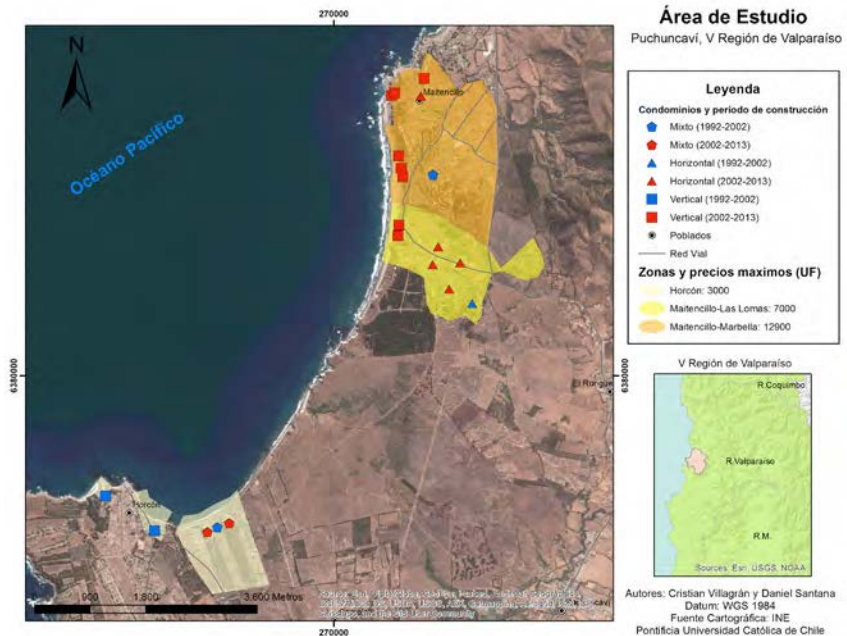 270000
Área de Estudio
Puchuncaví, V Región de Valparaíso
N
Océano Pacífico
Maitencillo
Leyenda
Condominios y período de construcción
Mixto (1992-2002)
Mixto (2002-2013)
Horizontal (1992-2002)
Horizontal (2002-2013)
Vertical (1992-2002)
Vertical (2002-2013)
Poblados
Red Vial
Zonas y precios maximos (UF)
Horcón: 3000
Maitencillo-Las Lomas: 7000
Maitencillo-Marbella: 12900
6380000
6380000
El Rungue
V Región de Valparaíso
R.Coquimbo
R.Valparaíso
R.M.
Sources: Esri, USGS, NOAA
Horcón
900 1.800 3.600 Metros
User Community
270000
Autores: Cristian Villagrán y Daniel Santana
Datum: WGS 1984
Fuente Cartográfica: INE
Pontificia Universidad Católica de Chile